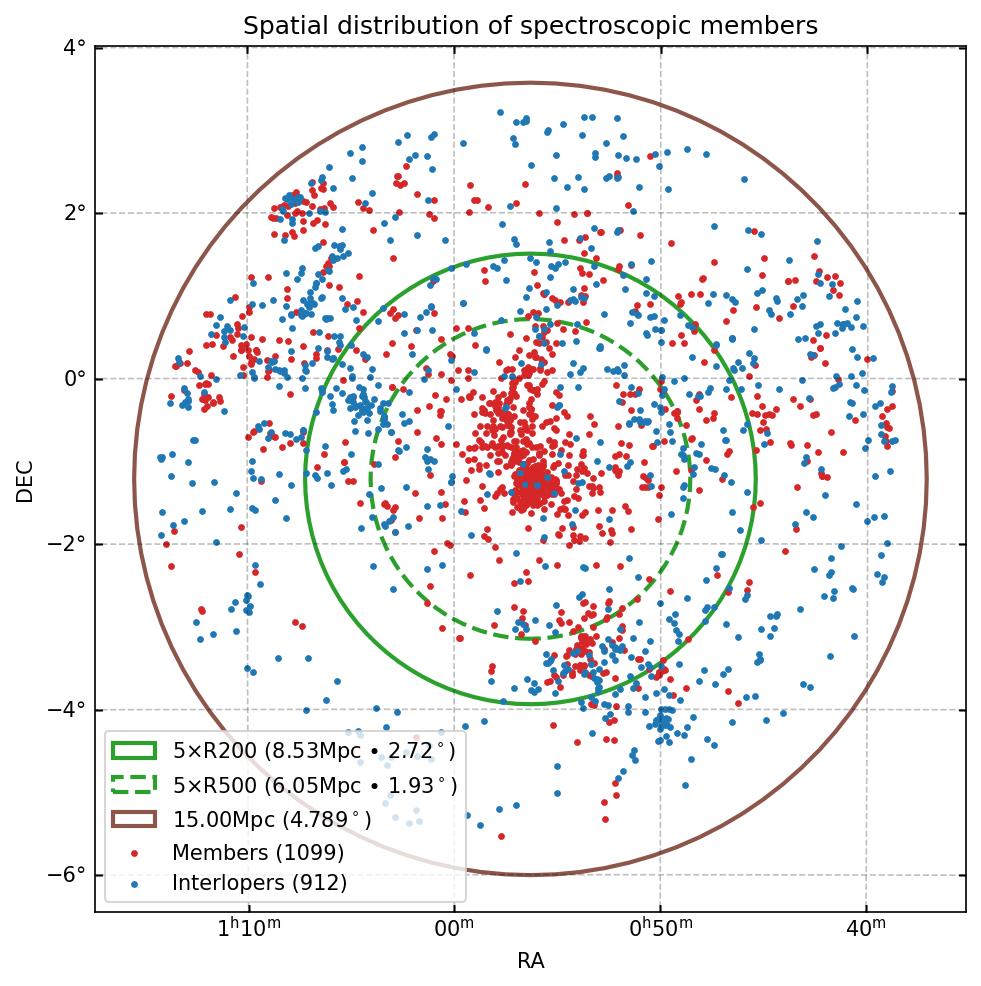 Spatial distribution of spectroscopic members
4°
2°
0°
−2°
−4°
−6°
DEC
5×R200 (8.53Mpc • 2.72°)
5×R500 (6.05Mpc • 1.93°)
15.00Mpc (4.789°)
Members (1099)
Interlopers (912)
1ʰ10ᵐ 00ᵐ 0ʰ50ᵐ 40ᵐ
RA